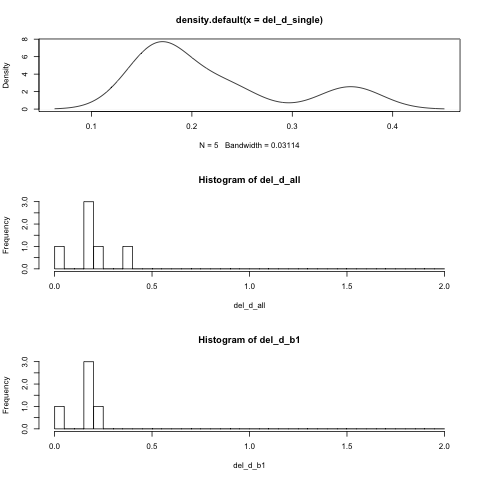 density.default(x = del_d_single)
Density
0 2 4 6 8
0.1 0.2 0.3 0.4
N = 5 Bandwidth = 0.03114
Histogram of del_d_all
Frequency
0.0 1.0 2.0 3.0
0.0 0.5 1.0 1.5 2.0
del_d_all
Histogram of del_d_b1
Frequency
0.0 1.0 2.0 3.0
0.0 0.5 1.0 1.5 2.0
del_d_b1